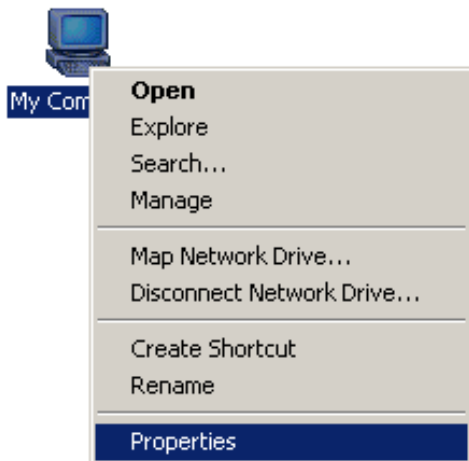 My Com
Open
Explore
Search...
Manage
Map Network Drive...
Disconnect Network Drive...
Create Shortcut
Rename
Properties